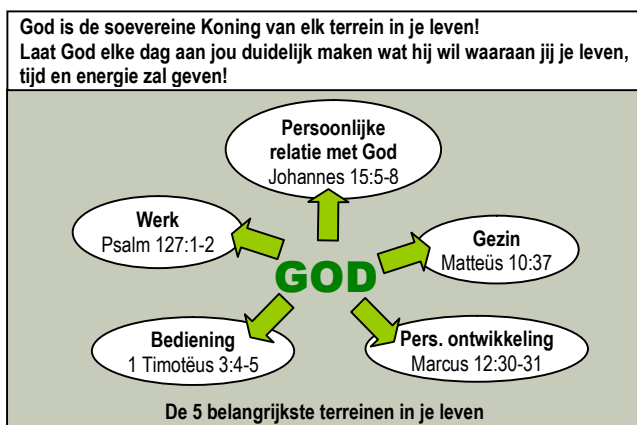 God is de soevereine Koning van elk terrein in je leven!
Laat God elke dag aan jou duidelijk maken wat hij wil waaraan jij je leven,
tijd en energie zal geven!
Persoonlijke
relatie met God
Johannes 15:5-8
Werk
Psalm 127:1-2
Gezin
Matteüs 10:37
GOD
Bediening
1 Timotëus 3:4-5
Pers. ontwikkeling
Marcus 12:30-31
De 5 belangrijkste terreinen in je leven